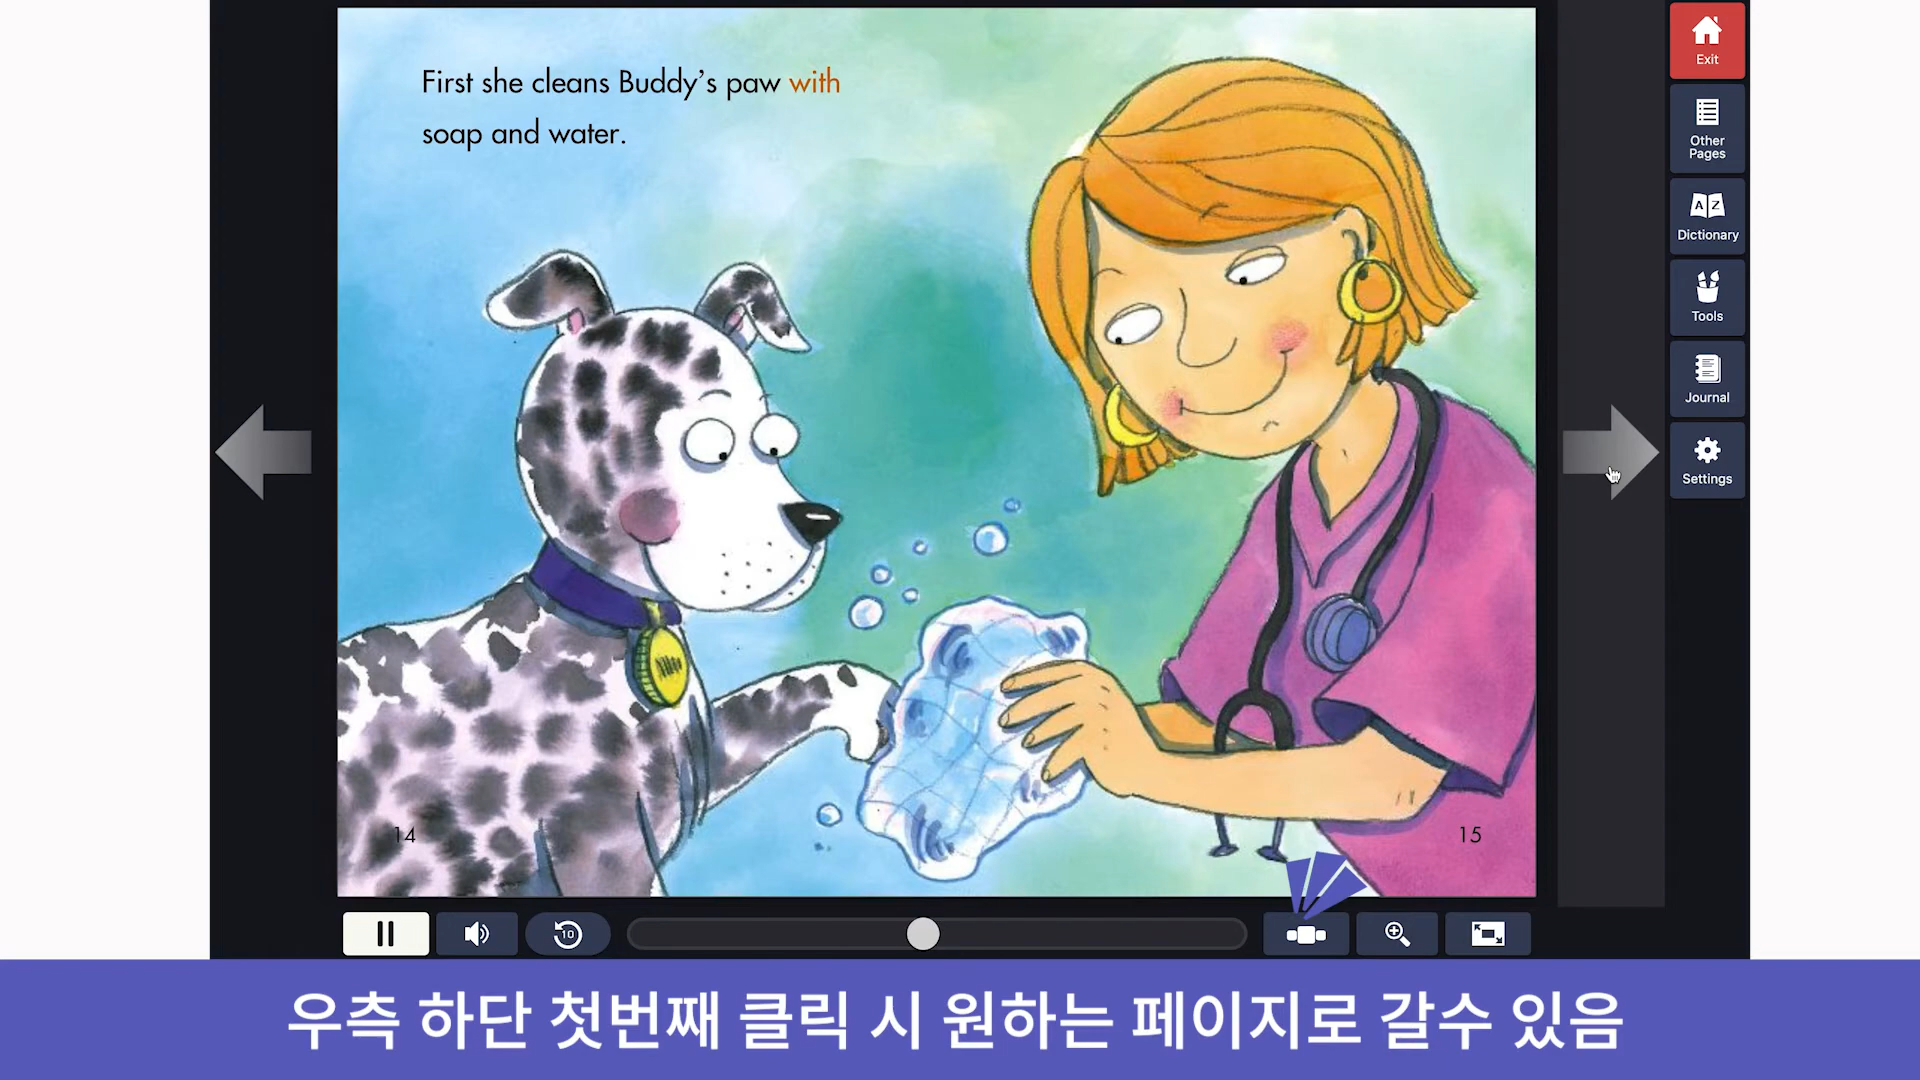 First she cleans Buddy's paw with
soap and water.
14
15
Exit
Other
Pages
A Z
Dictionary
Tools
Journal
Settings
10
우측 하단 첫번째 클릭 시 원하는 페이지로 갈수 있음